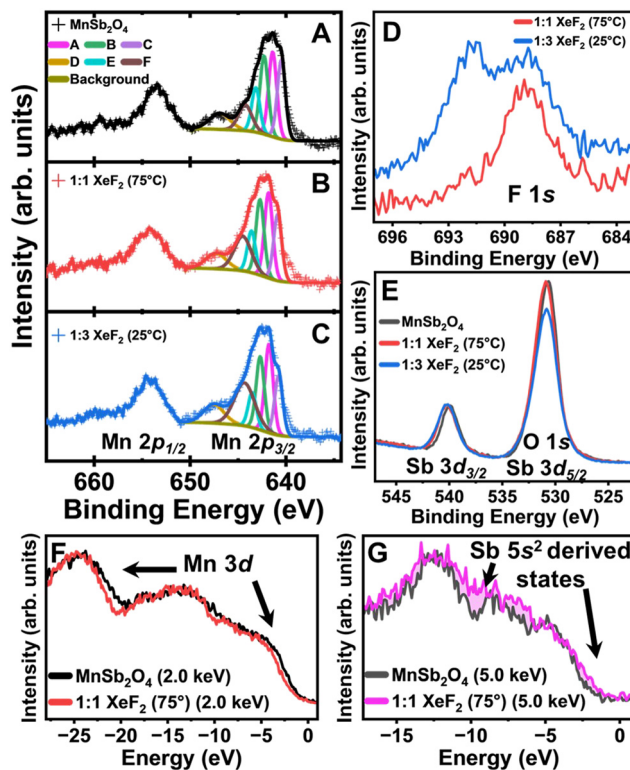 MnSb₂O₄
A B C
D E F
Background
A
1:1 XeF₂ (75°C)
B
1:3 XeF₂ (25°C)
C
Mn 2p₁/₂ Mn 2p₃/₂
660 650 640
Binding Energy (eV)
Intensity (arb. units)
D
1:1 XeF₂ (75°C)
1:3 XeF₂ (25°C)
F 1s
696 693 690 687 684
Binding Energy (eV)
Intensity (arb. units)
E
MnSb₂O₄
1:1 XeF₂ (75°C)
1:3 XeF₂ (25°C)
O 1s
Sb 3d₃/₂ Sb 3d₅/₂
545 540 535 530 525
Binding Energy (eV)
Intensity (arb. units)
F
Mn 3d
MnSb₂O₄ (2.0 keV)
1:1 XeF₂ (75°) (2.0 keV)
-25 -20 -15 -10 -5 0
Energy (eV)
Intensity (arb. units)
G
Sb 5s² derived
states
MnSb₂O₄ (5.0 keV)
1:1 XeF₂ (75°) (5.0 keV)
-15 -10 -5 0
Energy (eV)
Intensity (arb. units)